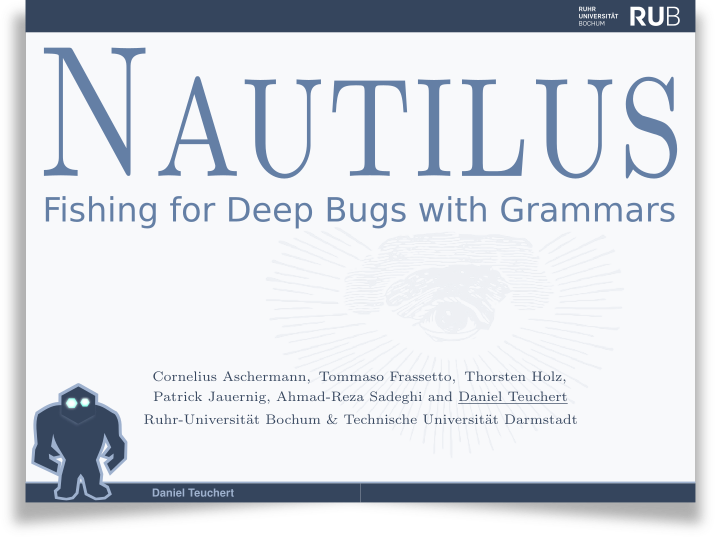 RUHR
UNIVERSITÄT
BOCHUM
RUB
NAUTILUS
Fishing for Deep Bugs with Grammars
Cornelius Aschermann, Tommaso Frassetto, Thorsten Holz,
Patrick Jauernig, Ahmad-Reza Sadeghi and Daniel Teuchert
Ruhr-Universität Bochum & Technische Universität Darmstadt
Daniel Teuchert